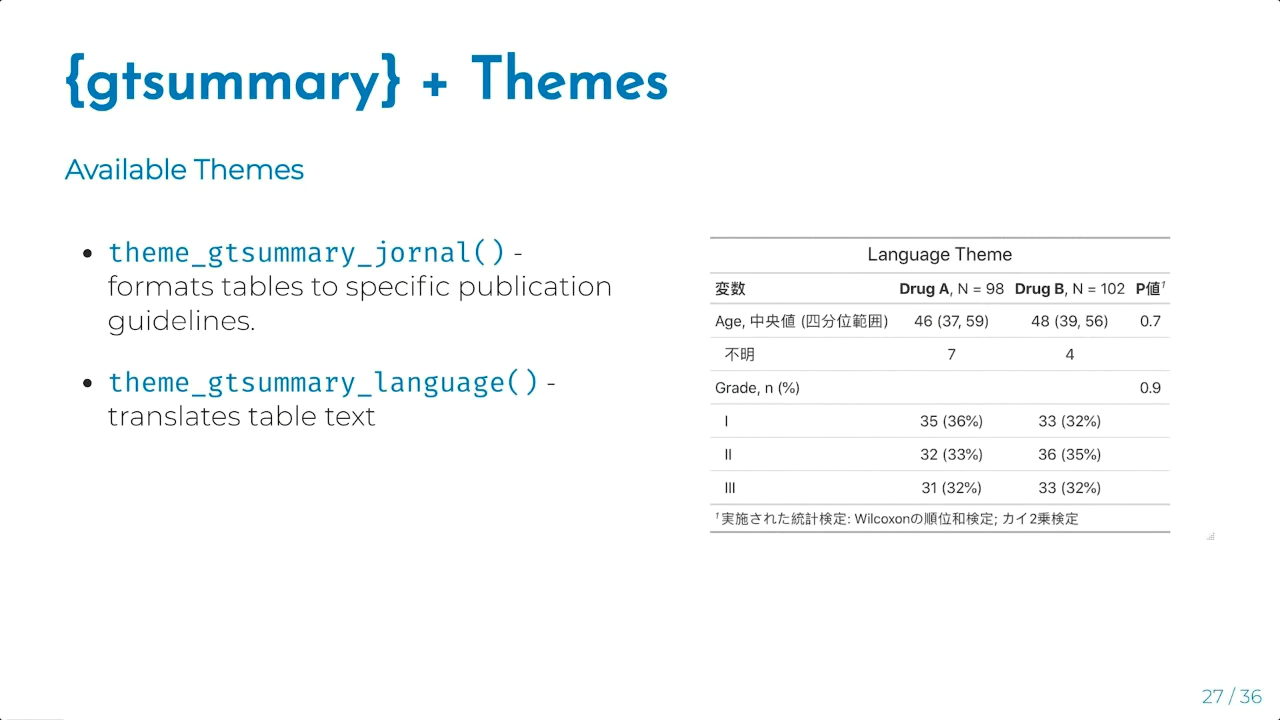 {gtsummary} + Themes
Available Themes
• theme_gtsummary_jornal() -
formats tables to specific publication
guidelines.
• theme_gtsummary_language() -
translates table text
Language Theme
変数 Drug A, N = 98 Drug B, N = 102 P値¹
Age, 中央値 (四分位範囲) 46 (37, 59) 48 (39, 56) 0.7
不明 7 4
Grade, n (%) 0.9
I 35 (36%) 33 (32%)
II 32 (33%) 36 (35%)
III 31 (32%) 33 (32%)
¹実施された統計検定: Wilcoxonの順位和検定; カイ2乗検定
27 / 36